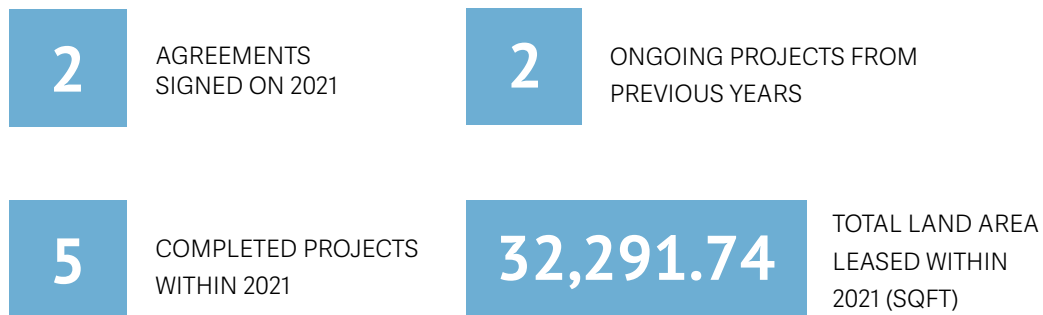 2
AGREEMENTS
SIGNED ON 2021
2
ONGOING PROJECTS FROM
PREVIOUS YEARS
5
COMPLETED PROJECTS
WITHIN 2021
32,291.74
TOTAL LAND AREA
LEASED WITHIN
2021 (SQFT)